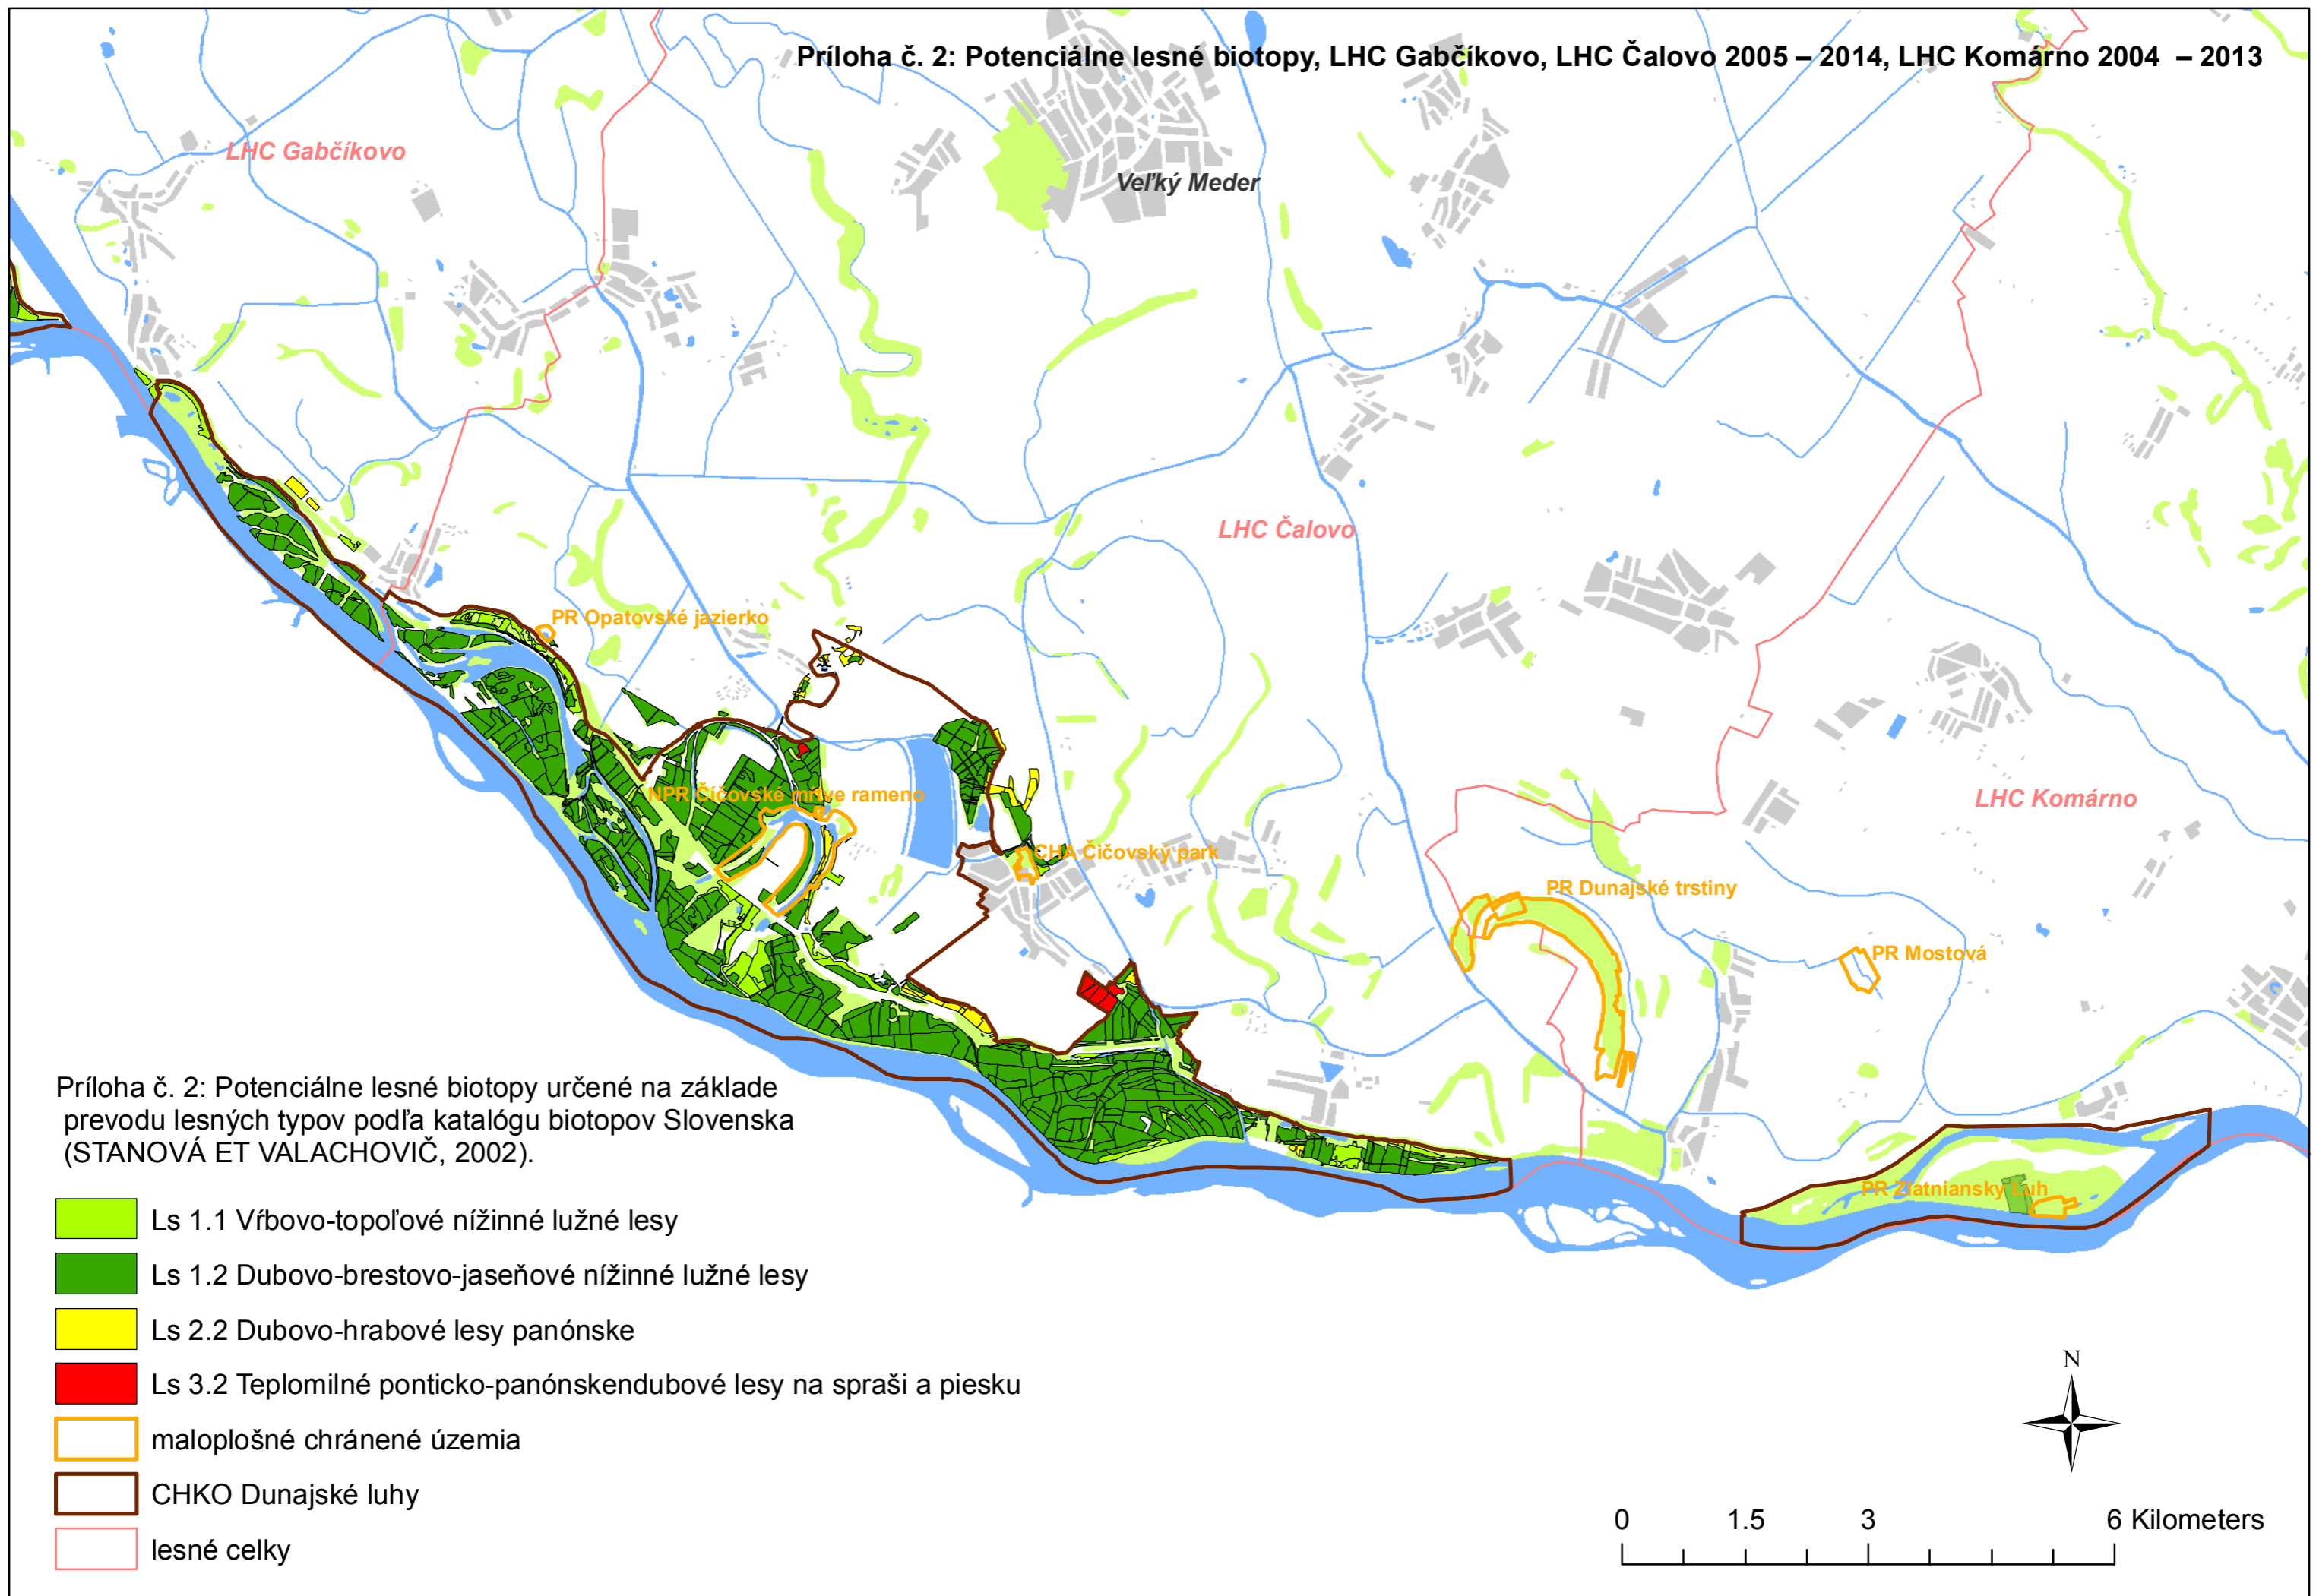 Príloha č. 2: Potenciálne lesné biotopy, LHC Gabčíkovo, LHC Čalovo 2005 – 2014, LHC Komárno 2004 – 2013
LHC Gabčíkovo
Veľký Meder
LHC Čalovo
PR Opatovské jazierko
NPR Číčovské mŕtve rameno
LHC Komárno
CHA Čičovský park
PR Dunajské trstiny
PR Mostová
PR Zlatniansky Luh
Príloha č. 2: Potenciálne lesné biotopy určené na základe
prevodu lesných typov podľa katalógu biotopov Slovenska
(STANOVÁ ET VALACHOVIČ, 2002).
Ls 1.1 Vŕbovo-topoľové nížinné lužné lesy
Ls 1.2 Dubovo-brestovo-jaseňové nížinné lužné lesy
Ls 2.2 Dubovo-hrabové lesy panónske
Ls 3.2 Teplomilné ponticko-panónskendubové lesy na spraši a piesku
maloplošné chránené územia
CHKO Dunajské luhy
lesné celky
N
0 1.5 3 6 Kilometers